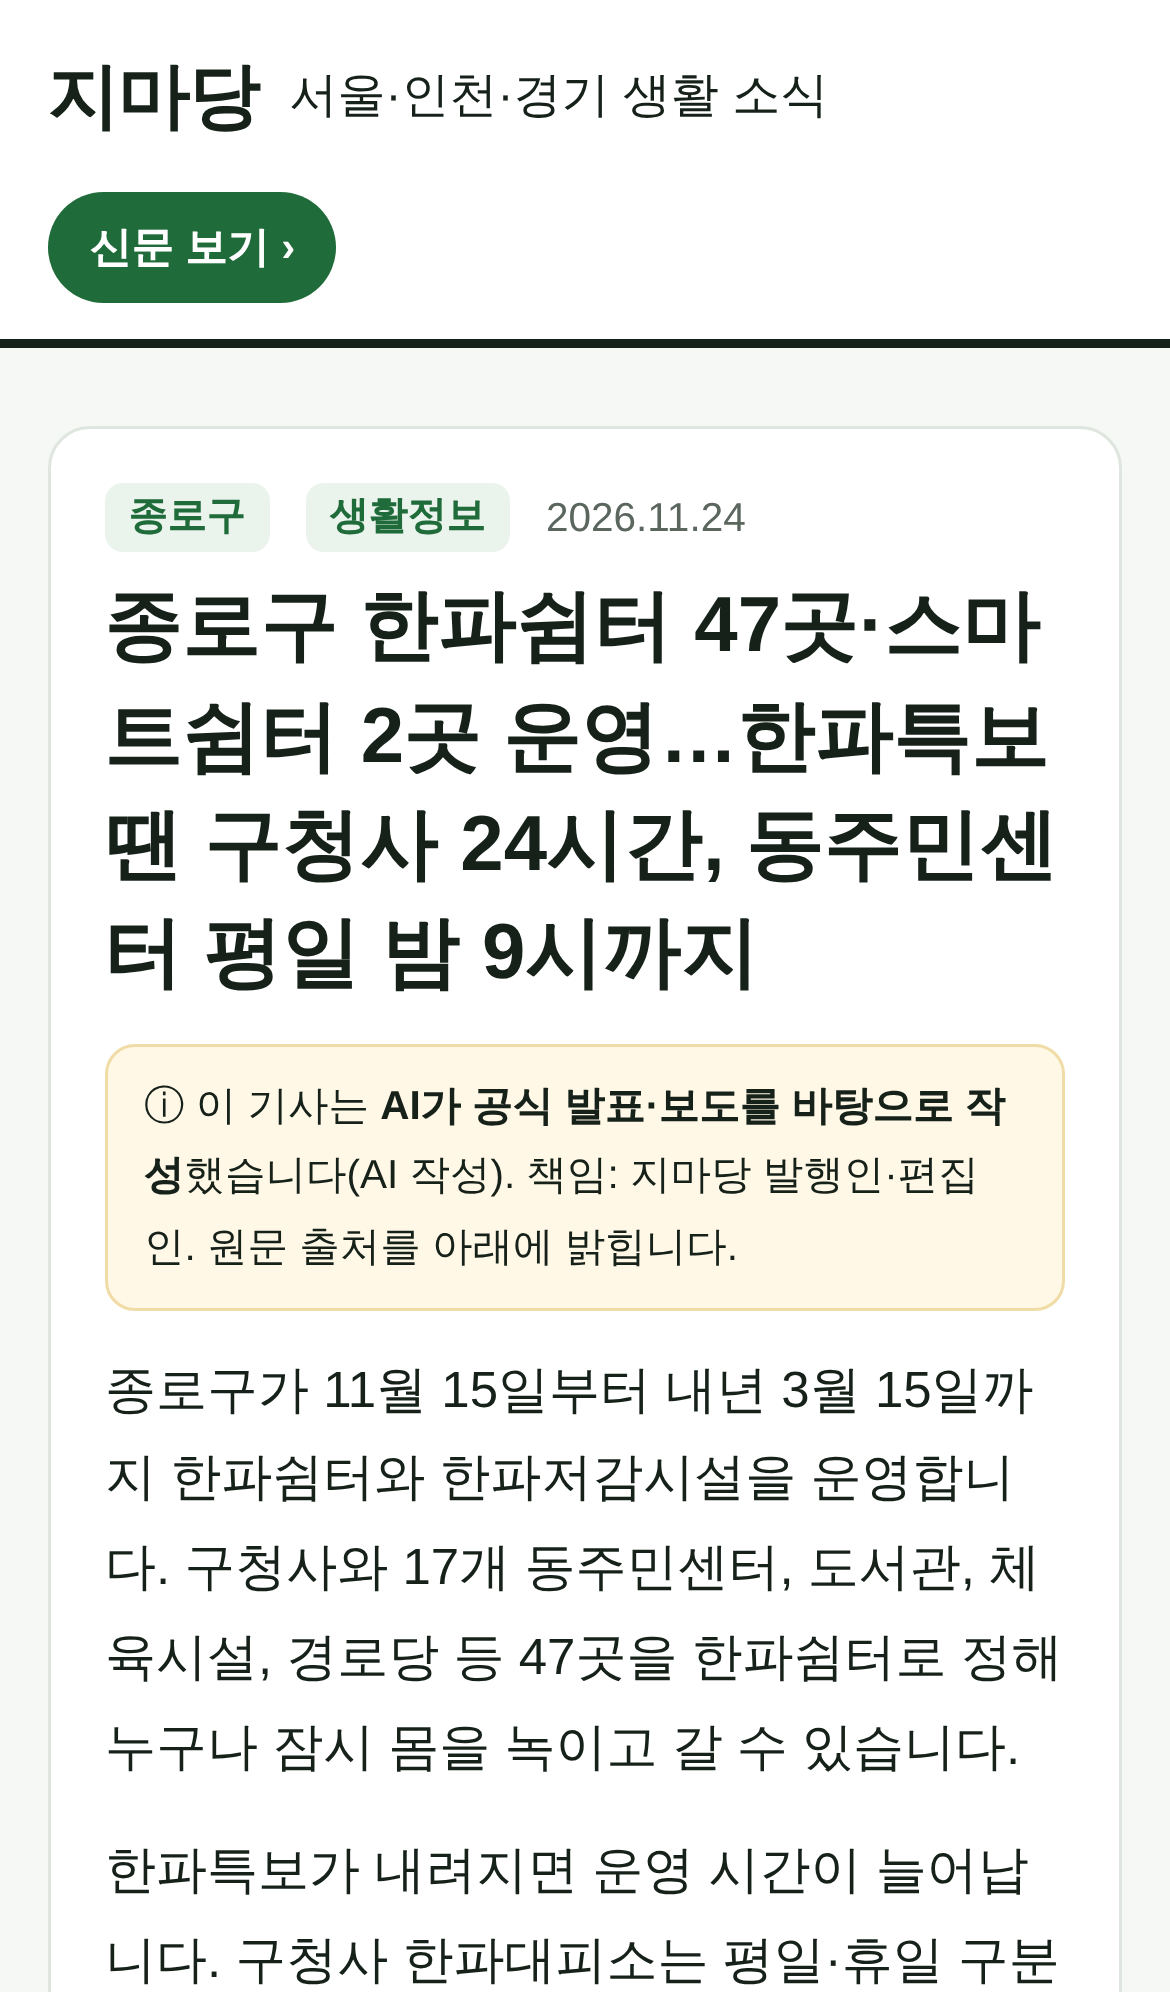 지마당 서울·인천·경기 생활 소식
신문 보기 ›
종로구 생활정보 2026.11.24
종로구 한파쉼터 47곳·스마
트쉼터 2곳 운영…한파특보
땐 구청사 24시간, 동주민센
터 평일 밤 9시까지
ⓘ 이 기사는 AI가 공식 발표·보도를 바탕으로 작
성했습니다(AI 작성). 책임: 지마당 발행인·편집
인. 원문 출처를 아래에 밝힙니다.
종로구가 11월 15일부터 내년 3월 15일까
지 한파쉼터와 한파저감시설을 운영합니
다. 구청사와 17개 동주민센터, 도서관, 체
육시설, 경로당 등 47곳을 한파쉼터로 정해
누구나 잠시 몸을 녹이고 갈 수 있습니다.
한파특보가 내려지면 운영 시간이 늘어납
니다. 구청사 한파대피소는 평일·휴일 구분